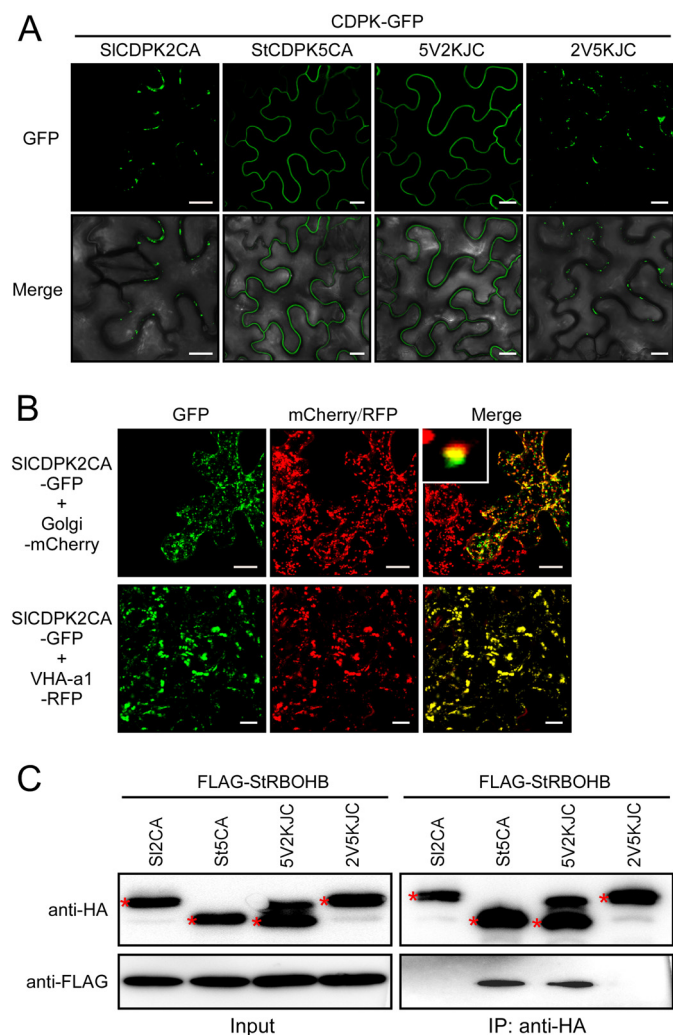 A
CDPK-GFP
SlCDPK2CA StCDPK5CA 5V2KJC 2V5KJC
GFP
Merge
B
GFP mCherry/RFP Merge
SlCDPK2CA
-GFP
+
Golgi
-mCherry
SlCDPK2CA
-GFP
+
VHA-a1
-RFP
C
FLAG-StRBOHB FLAG-StRBOHB
Sl2CA St5CA 5V2KJC 2V5KJC Sl2CA St5CA 5V2KJC 2V5KJC
anti-HA * * * * * * * *
anti-FLAG
Input IP: anti-HA